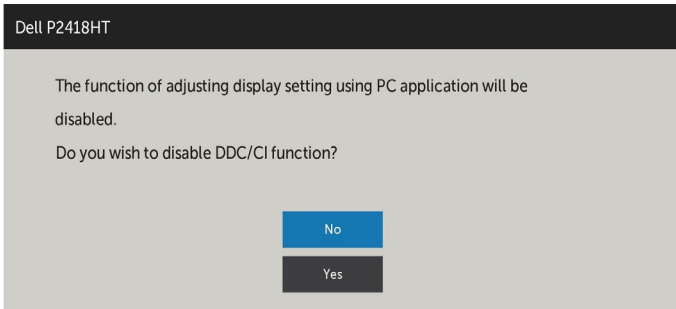 Dell P2418HT
The function of adjusting display setting using PC application will be
disabled.
Do you wish to disable DDC/CI function?
No
Yes